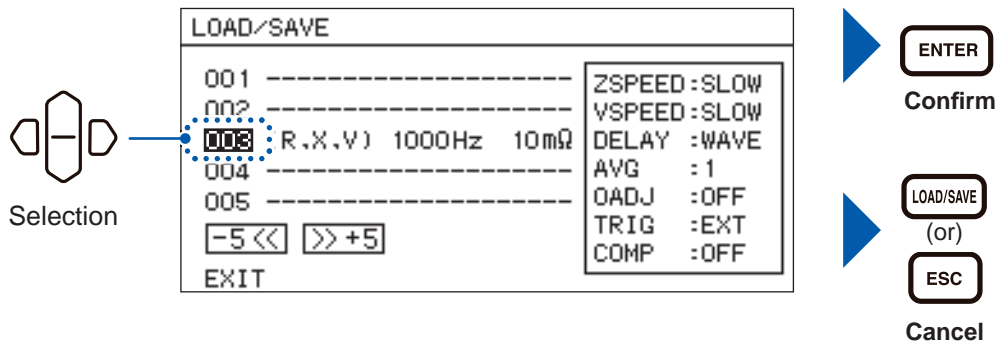 LOAD/SAVE
001 --------------------
002 --------------------
003 R.X.V) 1000Hz 10mΩ
004 --------------------
005 --------------------
-5 << >> +5
EXIT
ZSPEED:SLOW
VSPEED:SLOW
DELAY :WAVE
AVG :1
OADJ :OFF
TRIG :EXT
COMP :OFF
Selection
ENTER
Confirm
LOAD/SAVE
(or)
ESC
Cancel